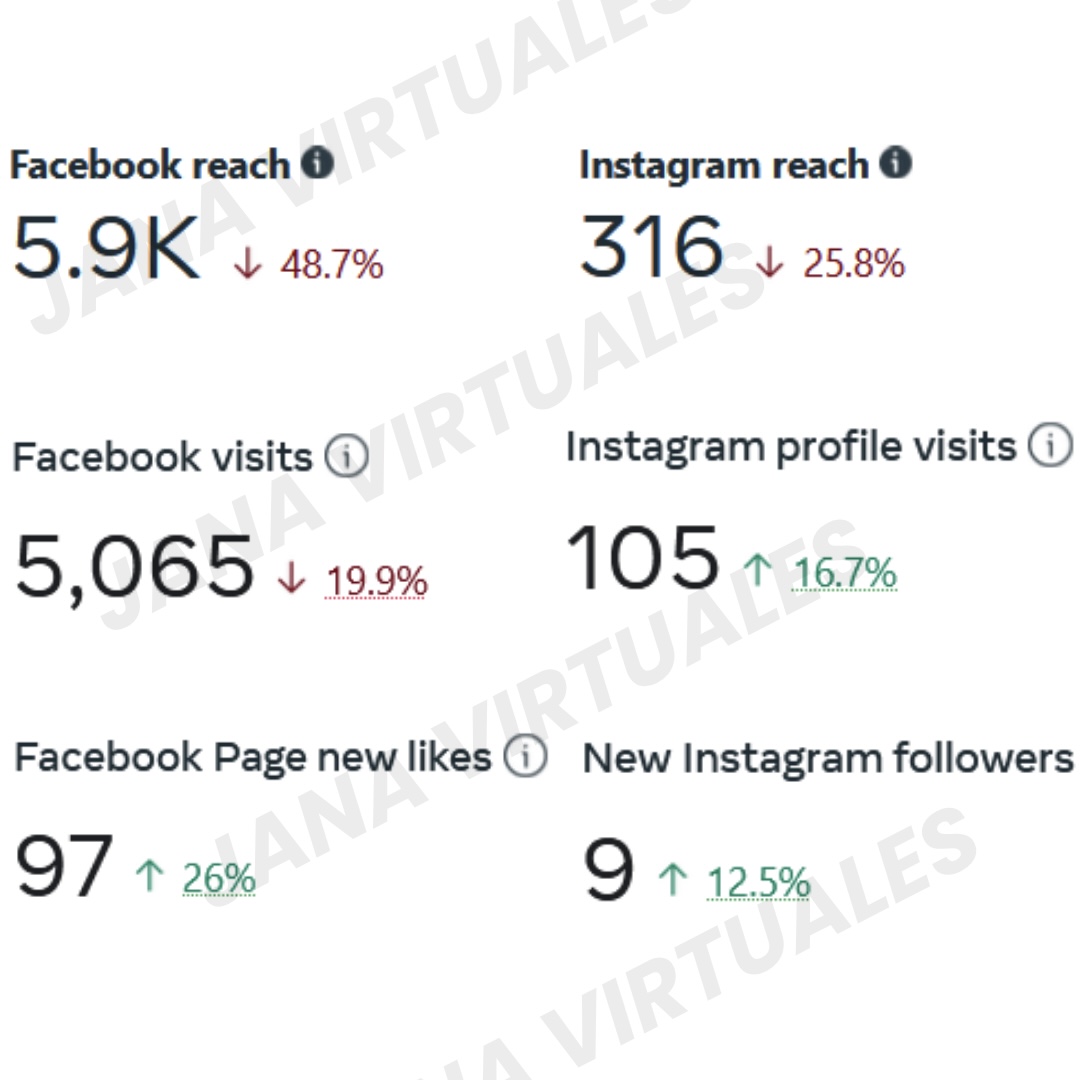 Facebook reach
5.9K ↓ 48.7%
Instagram reach
316 ↓ 25.8%
Facebook visits
5,065 ↓ 19.9%
Instagram profile visits
105 ↑ 16.7%
Facebook Page new likes
97 ↑ 26%
New Instagram followers
9 ↑ 12.5%
JANA VIRTUALES
JANA VIRTUALES
JANA VIRTUALES
JANA VIRTUALES